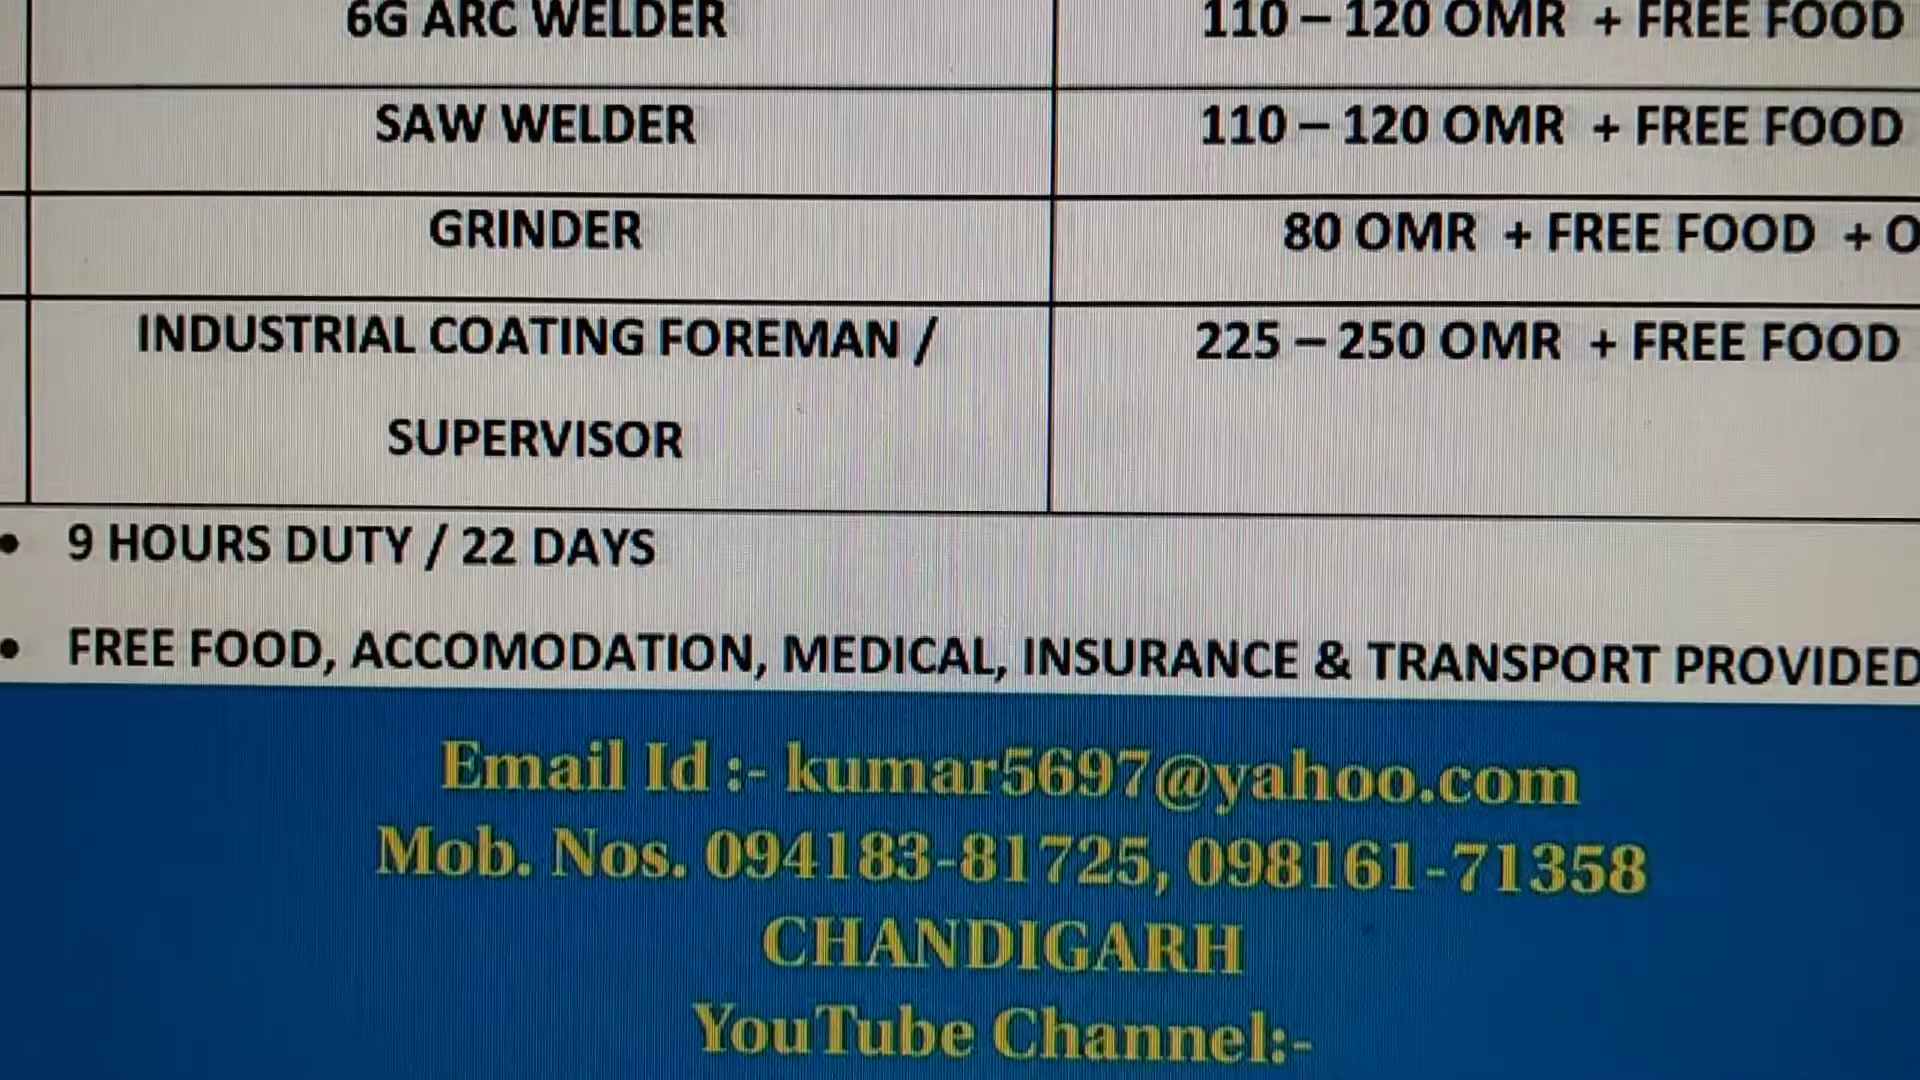 6G ARC WELDER 110 – 120 OMR + FREE FOOD
SAW WELDER 110 – 120 OMR + FREE FOOD
GRINDER 80 OMR + FREE FOOD + O
INDUSTRIAL COATING FOREMAN / 225 – 250 OMR + FREE FOOD
SUPERVISOR
• 9 HOURS DUTY / 22 DAYS
• FREE FOOD, ACCOMODATION, MEDICAL, INSURANCE & TRANSPORT PROVIDED
Email Id :- kumar5697@yahoo.com
Mob. Nos. 094183-81725, 098161-71358
CHANDIGARH
YouTube Channel:-